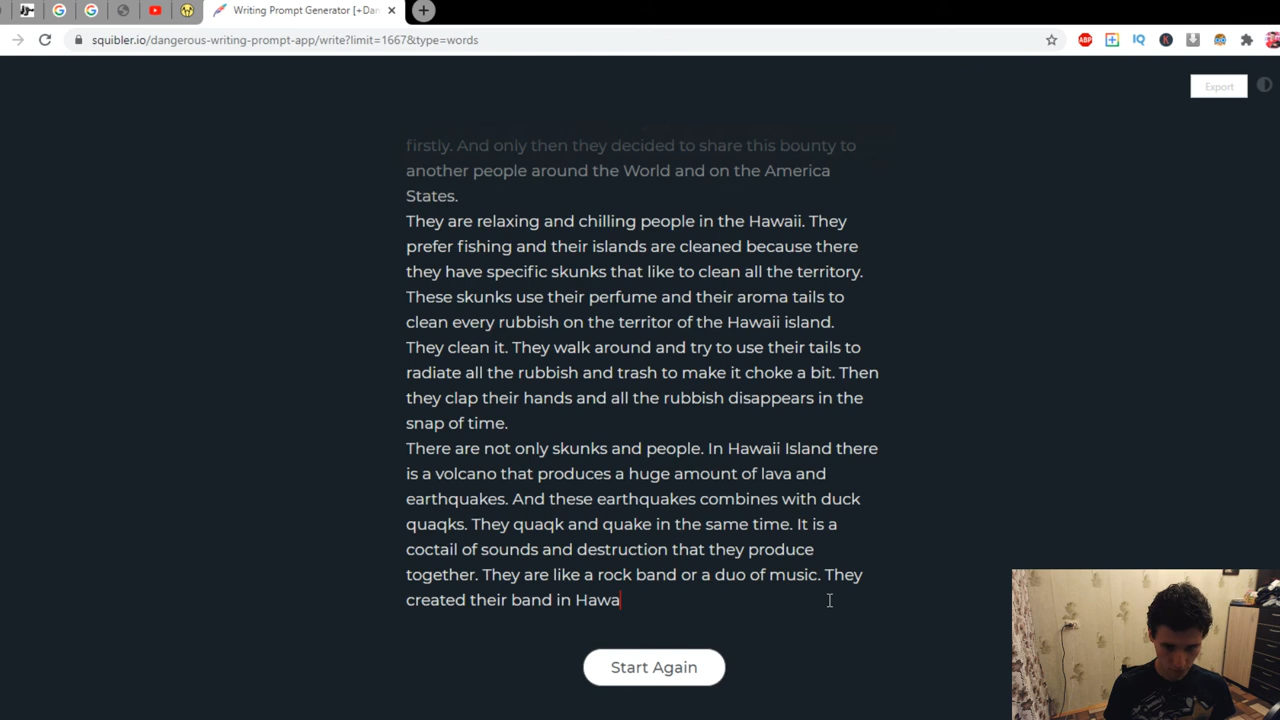 Writing Prompt Generator [+Dan
squibler.io/dangerous-writing-prompt-app/write?limit=1667&type=words
ABP
IQ
K
Export
firstly. And only then they decided to share this bounty to
another people around the World and on the America
States.
They are relaxing and chilling people in the Hawaii. They
prefer fishing and their islands are cleaned because there
they have specific skunks that like to clean all the territory.
These skunks use their perfume and their aroma tails to
clean every rubbish on the territor of the Hawaii island.
They clean it. They walk around and try to use their tails to
radiate all the rubbish and trash to make it choke a bit. Then
they clap their hands and all the rubbish disappears in the
snap of time.
There are not only skunks and people. In Hawaii Island there
is a volcano that produces a huge amount of lava and
earthquakes. And these earthquakes combines with duck
quaqks. They quaqk and quake in the same time. It is a
coctail of sounds and destruction that they produce
together. They are like a rock band or a duo of music. They
created their band in Hawa
Start Again